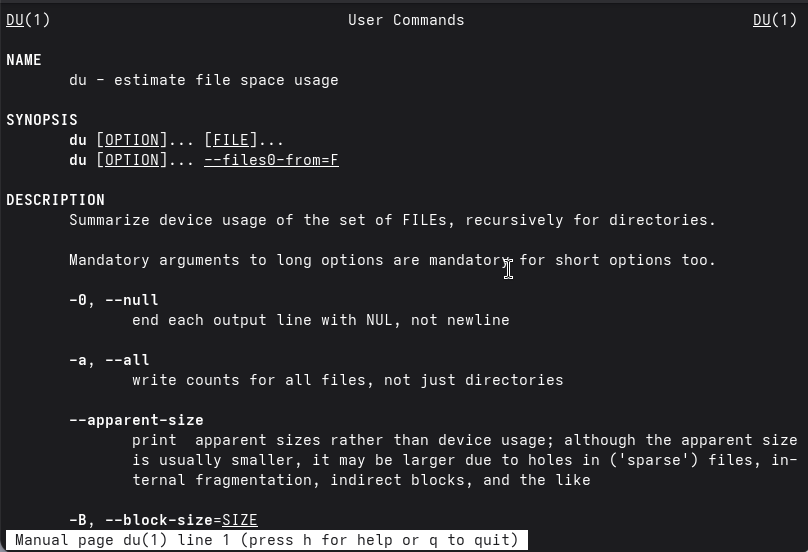 DU(1) User Commands DU(1)
NAME
du - estimate file space usage
SYNOPSIS
du [OPTION]... [FILE]...
du [OPTION]... --files0-from=F
DESCRIPTION
Summarize device usage of the set of FILEs, recursively for directories.
Mandatory arguments to long options are mandatory for short options too.
-0, --null
end each output line with NUL, not newline
-a, --all
write counts for all files, not just directories
--apparent-size
print  apparent sizes rather than device usage; although the apparent size
is usually smaller, it may be larger due to holes in ('sparse') files, in-
ternal fragmentation, indirect blocks, and the like
-B, --block-size=SIZE
Manual page du(1) line 1 (press h for help or q to quit)